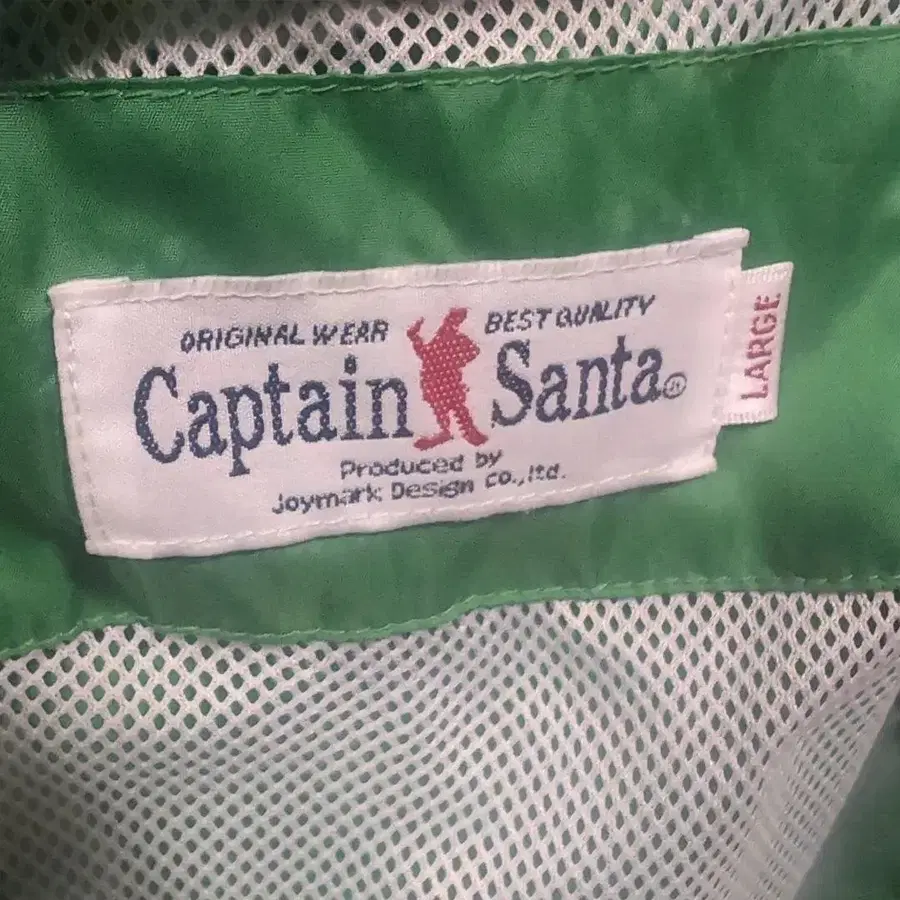 ORIGINAL WEAR BEST QUALITY
Captain Santa
Produced by
Joymark Design Co.,ltd.
LARGE